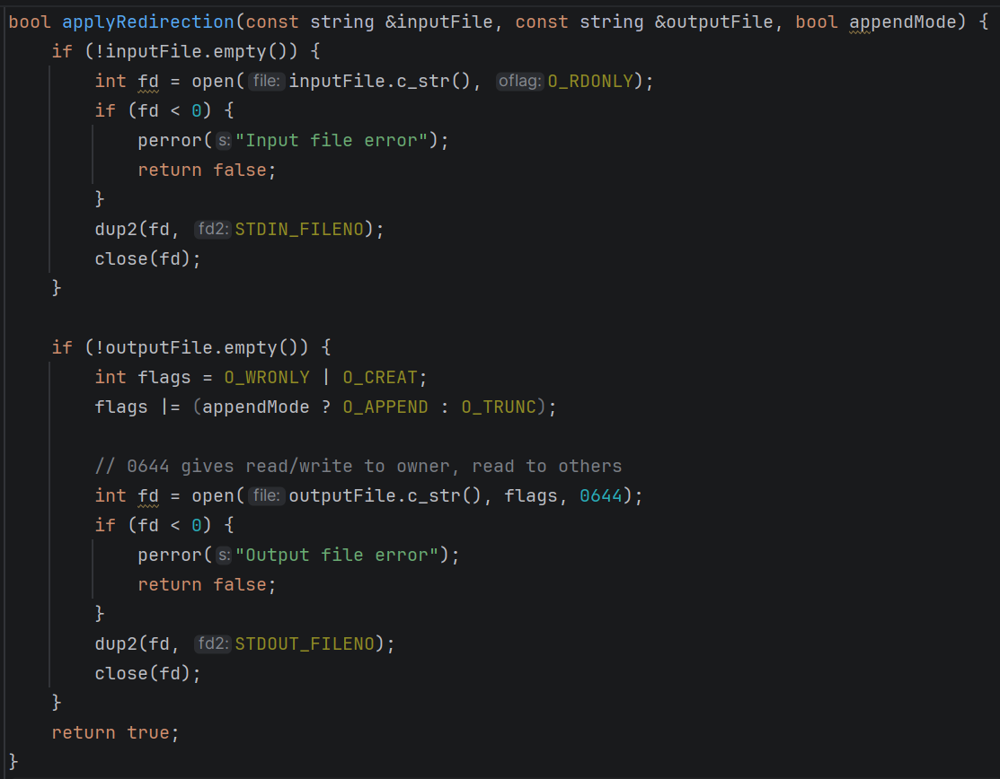 bool applyRedirection(const string &inputFile, const string &outputFile, bool appendMode) {
    if (!inputFile.empty()) {
        int fd = open( file: inputFile.c_str(),  oflag: O_RDONLY);
        if (fd < 0) {
            perror( s: "Input file error");
            return false;
        }
        dup2(fd,  fd2: STDIN_FILENO);
        close(fd);
    }

    if (!outputFile.empty()) {
        int flags = O_WRONLY | O_CREAT;
        flags |= (appendMode ? O_APPEND : O_TRUNC);

        // 0644 gives read/write to owner, read to others
        int fd = open( file: outputFile.c_str(), flags, 0644);
        if (fd < 0) {
            perror( s: "Output file error");
            return false;
        }
        dup2(fd,  fd2: STDOUT_FILENO);
        close(fd);
    }
    return true;
}